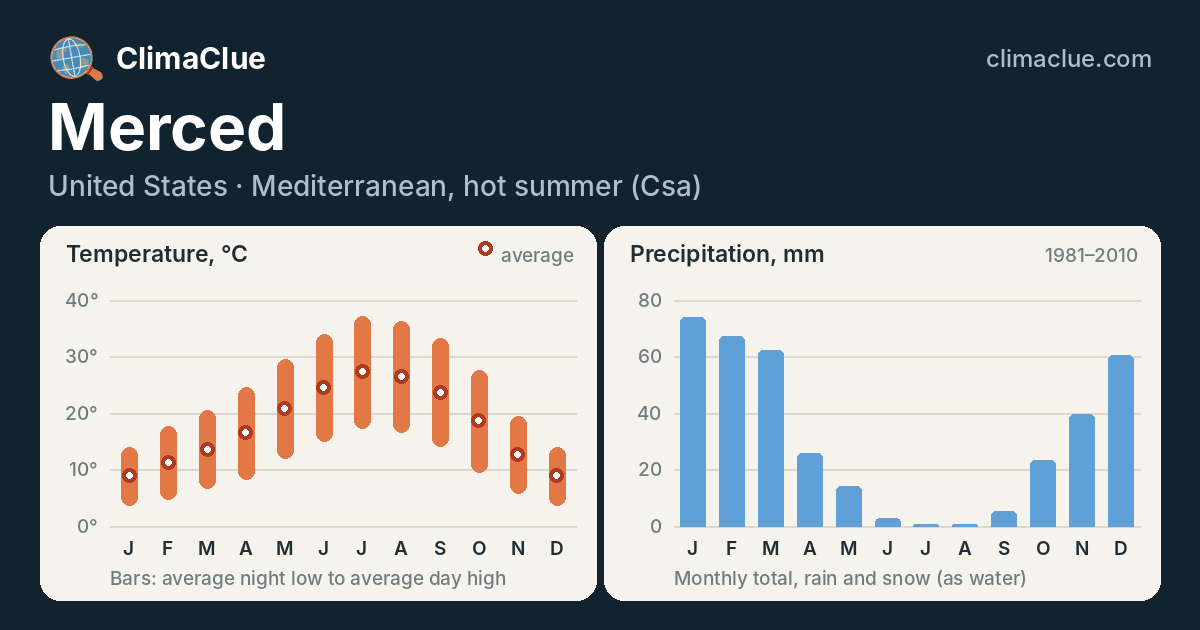 ClimaClue
climaclue.com
Merced
United States · Mediterranean, hot summer (Csa)
Temperature, °C
average
40°
30°
20°
10°
0°
J F M A M J J A S O N D
Bars: average night low to average day high
Precipitation, mm
1981–2010
80
60
40
20
0
J F M A M J J A S O N D
Monthly total, rain and snow (as water)